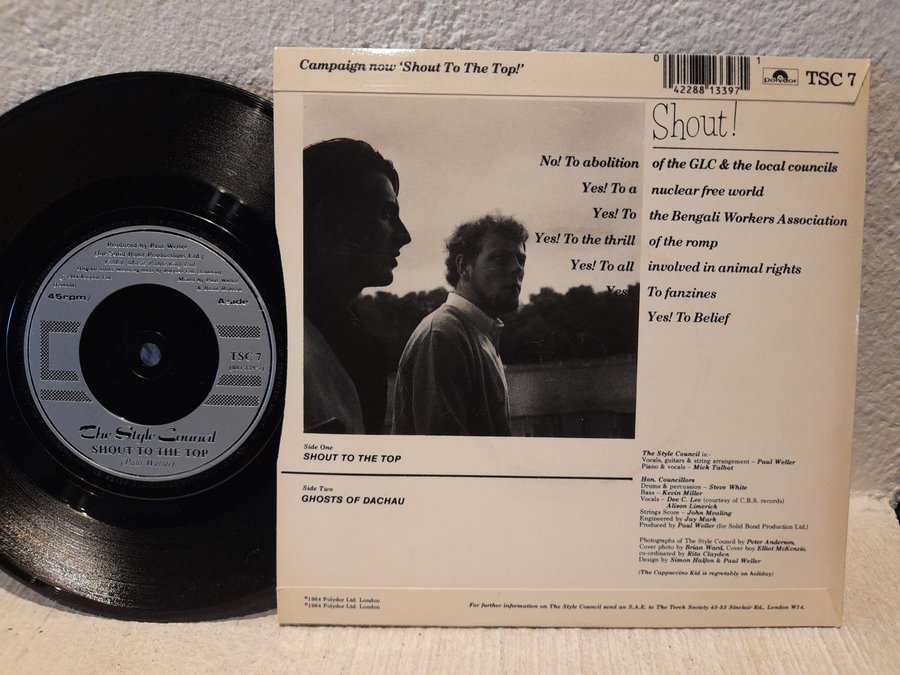 Produced by Paul Weller
(for Solid Bond Productions Ltd.)
45rpm/
A side
TSC 7
The Style Council
SHOUT TO THE TOP
(Paul Weller)
Campaign now 'Shout To The Top!'
0
42288 13397
1
polydor
TSC 7
Shout!
No! To abolition of the GLC & the local councils
Yes! To a nuclear free world
Yes! To the Bengali Workers Association
Yes! To the thrill of the romp
Yes! To all involved in animal rights
Yes! To fanzines
Yes! To Belief
Side One
SHOUT TO THE TOP
Side Two
GHOSTS OF DACHAU
The Style Council is:-
Vocals, guitars & string arrangement – Paul Weller
Piano & vocals – Mick Talbot
Hon. Councillors
Drums & percussion – Steve White
Bass – Kevin Miller
Vocals – Dee C. Lee (courtesy of C.B.S. records)
Alison Limerick
Strings Score – John Mealing
Engineered by Jay Mark
Produced by Paul Weller (for Solid Bond Production Ltd.)
Photographs of The Style Council by Peter Anderson,
Cover photo by Brian Ward, Cover boy Elliot McKenzie,
co-ordinated by Rita Clayden
Design by Simon Halfon & Paul Weller
(The Cappuccino Kid is regretably on holiday)
℗1984 Polydor Ltd. London
©1984 Polydor Ltd. London
For further information on The Style Council send an S.A.E. to The Torch Society 45-53 Sinclair Rd., London W14.